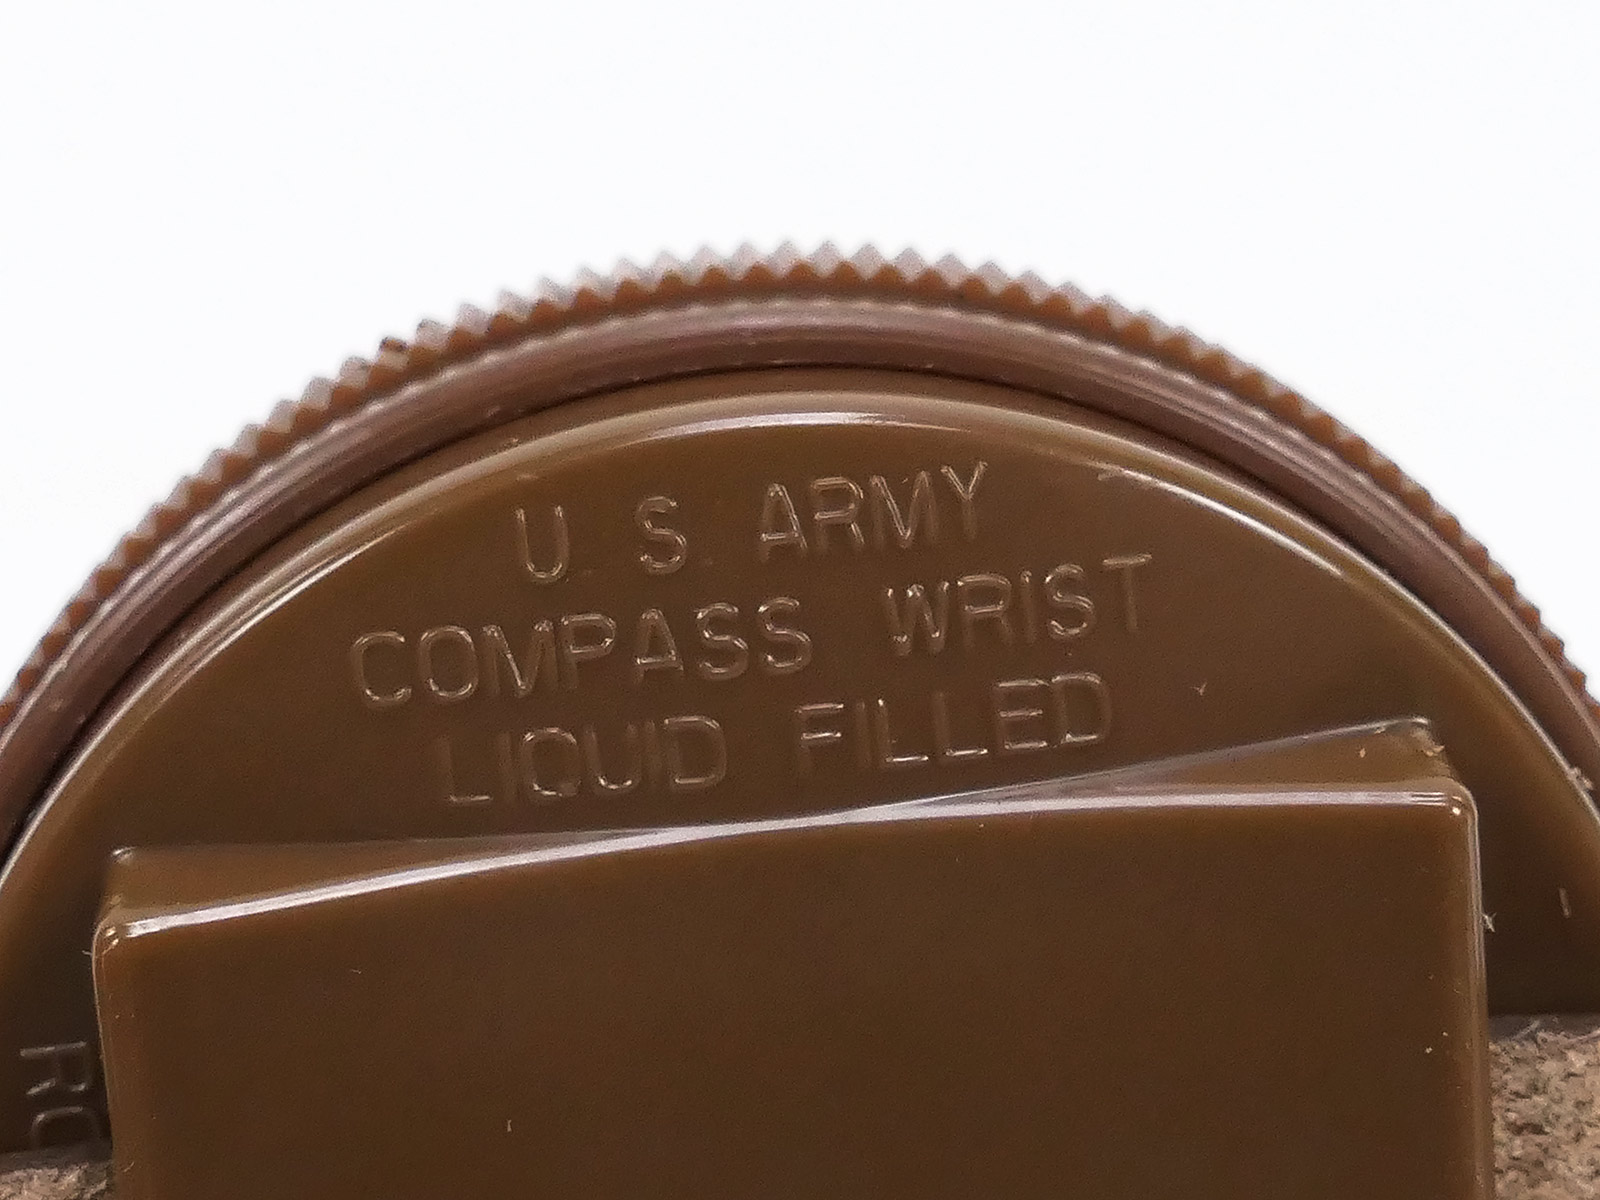 U S ARMY
COMPASS WRIST
LIQUID FILLED